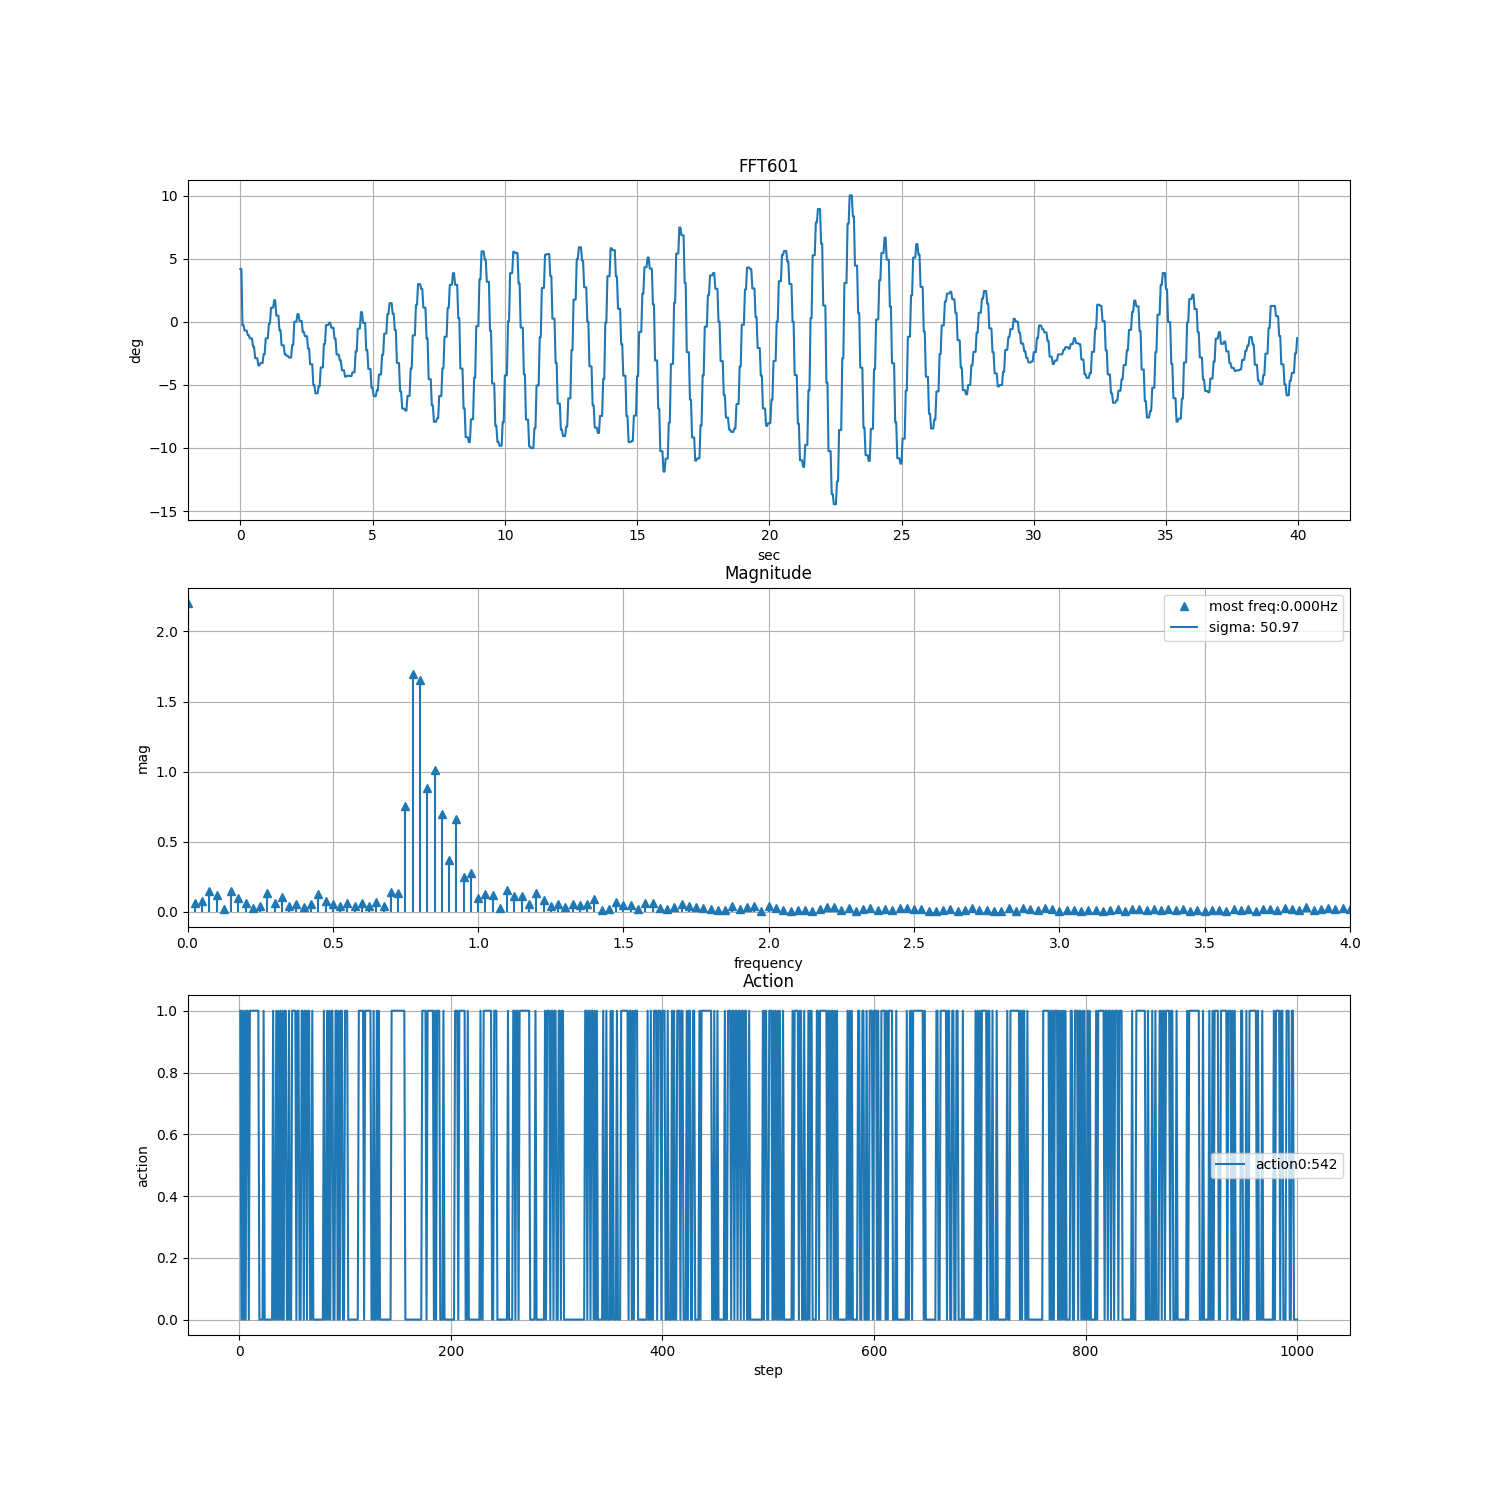 FFT601
10
5
0
−5
−10
−15
deg
0 5 10 15 20 25 30 35 40
sec
Magnitude
most freq:0.000Hz
sigma: 50.97
2.0
1.5
1.0
0.5
0.0
mag
0.0 0.5 1.0 1.5 2.0 2.5 3.0 3.5 4.0
frequency
Action
1.0
0.8
0.6
0.4
0.2
0.0
action
action0:542
0 200 400 600 800 1000
step